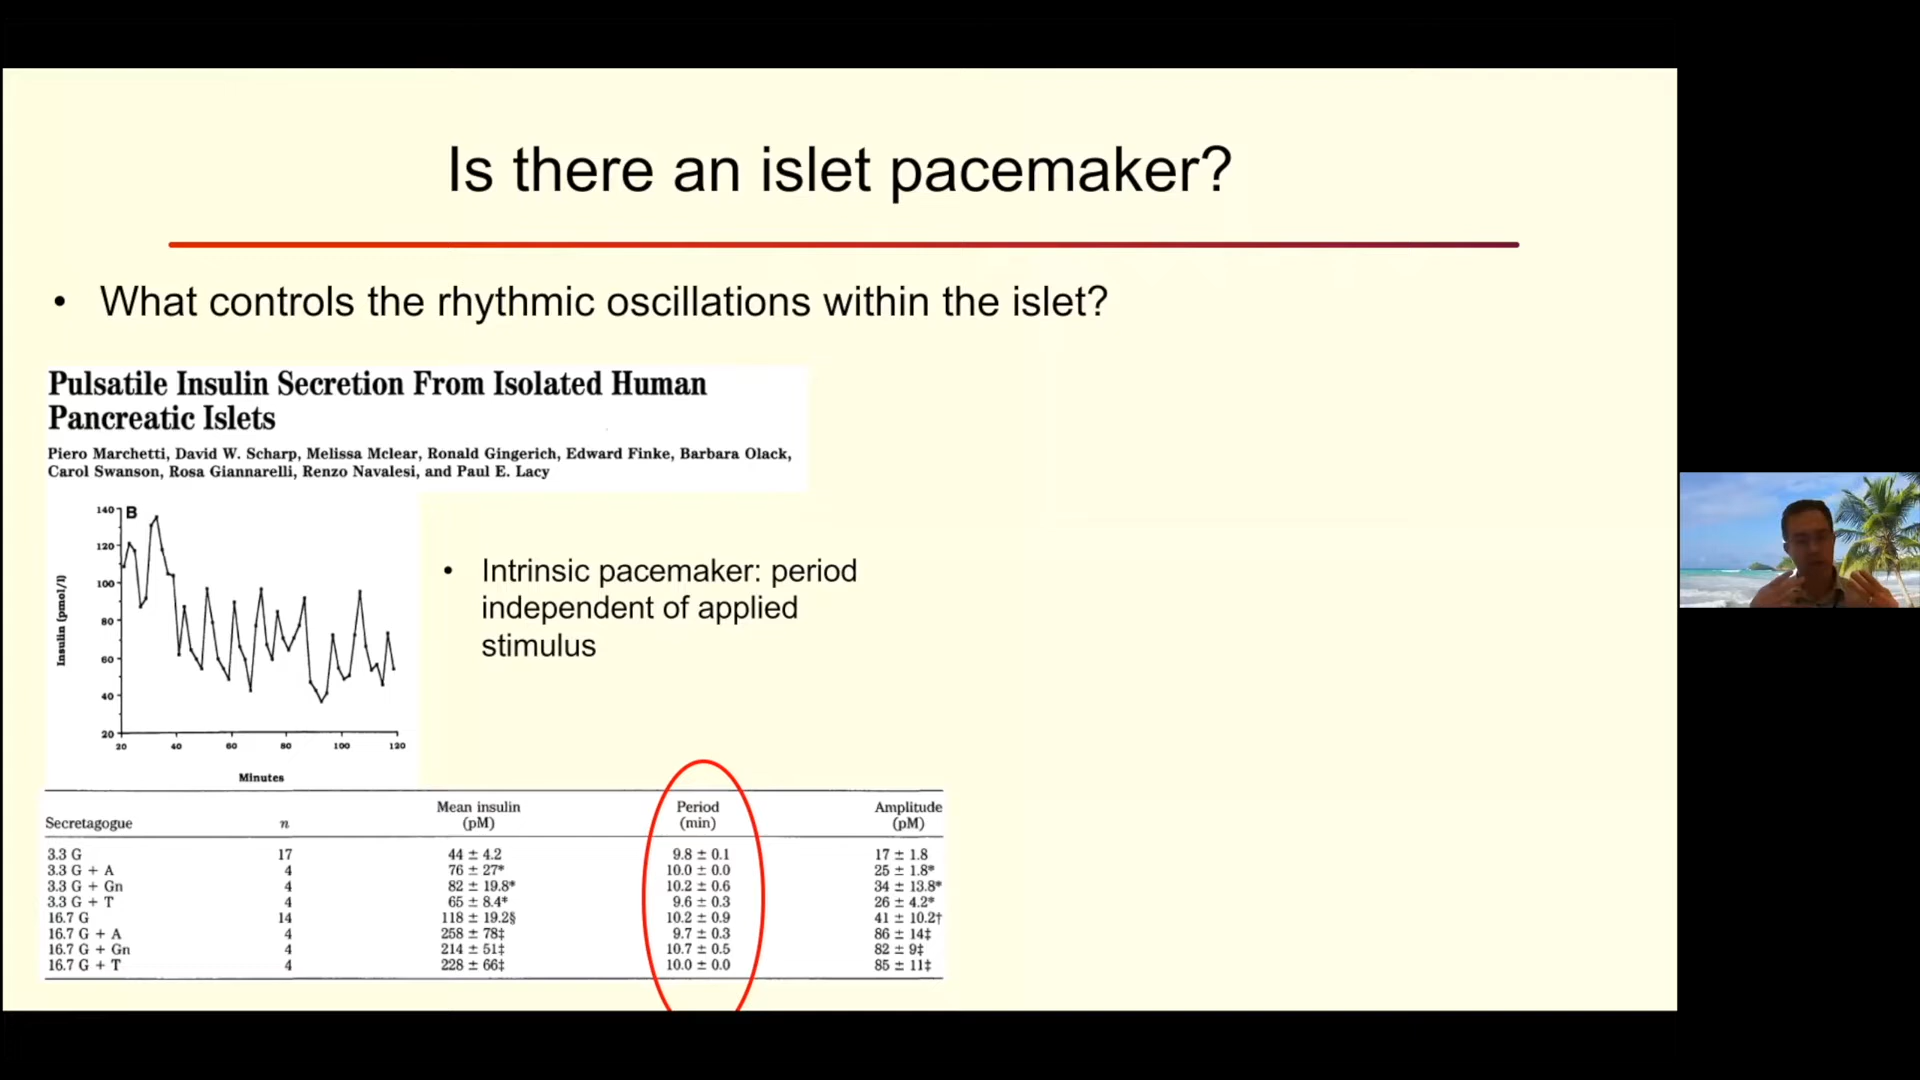 Is there an islet pacemaker?
• What controls the rhythmic oscillations within the islet?
Pulsatile Insulin Secretion From Isolated Human
Pancreatic Islets
Piero Marchetti, David W. Scharp, Melissa Mclear, Ronald Gingerich, Edward Finke, Barbara Olack,
Carol Swanson, Rosa Giannarelli, Renzo Navalesi, and Paul E. Lacy
B
Insulin (pmol/l)
140
120
100
80
60
40
20
20 40 60 80 100 120
Minutes
• Intrinsic pacemaker: period
independent of applied
stimulus
Secretagogue n Mean insulin (pM) Period (min) Amplitude (pM)
3.3 G 17 44 ± 4.2 9.8 ± 0.1 17 ± 1.8
3.3 G + A 4 76 ± 27* 10.0 ± 0.0 25 ± 1.8*
3.3 G + Gn 4 82 ± 19.8* 10.2 ± 0.6 34 ± 13.8*
3.3 G + T 4 65 ± 8.4* 9.6 ± 0.3 26 ± 4.2*
16.7 G 14 118 ± 19.2§ 10.2 ± 0.9 41 ± 10.2†
16.7 G + A 4 258 ± 78‡ 9.7 ± 0.3 86 ± 14‡
16.7 G + Gn 4 214 ± 51‡ 10.7 ± 0.5 82 ± 9‡
16.7 G + T 4 228 ± 66‡ 10.0 ± 0.0 85 ± 11‡